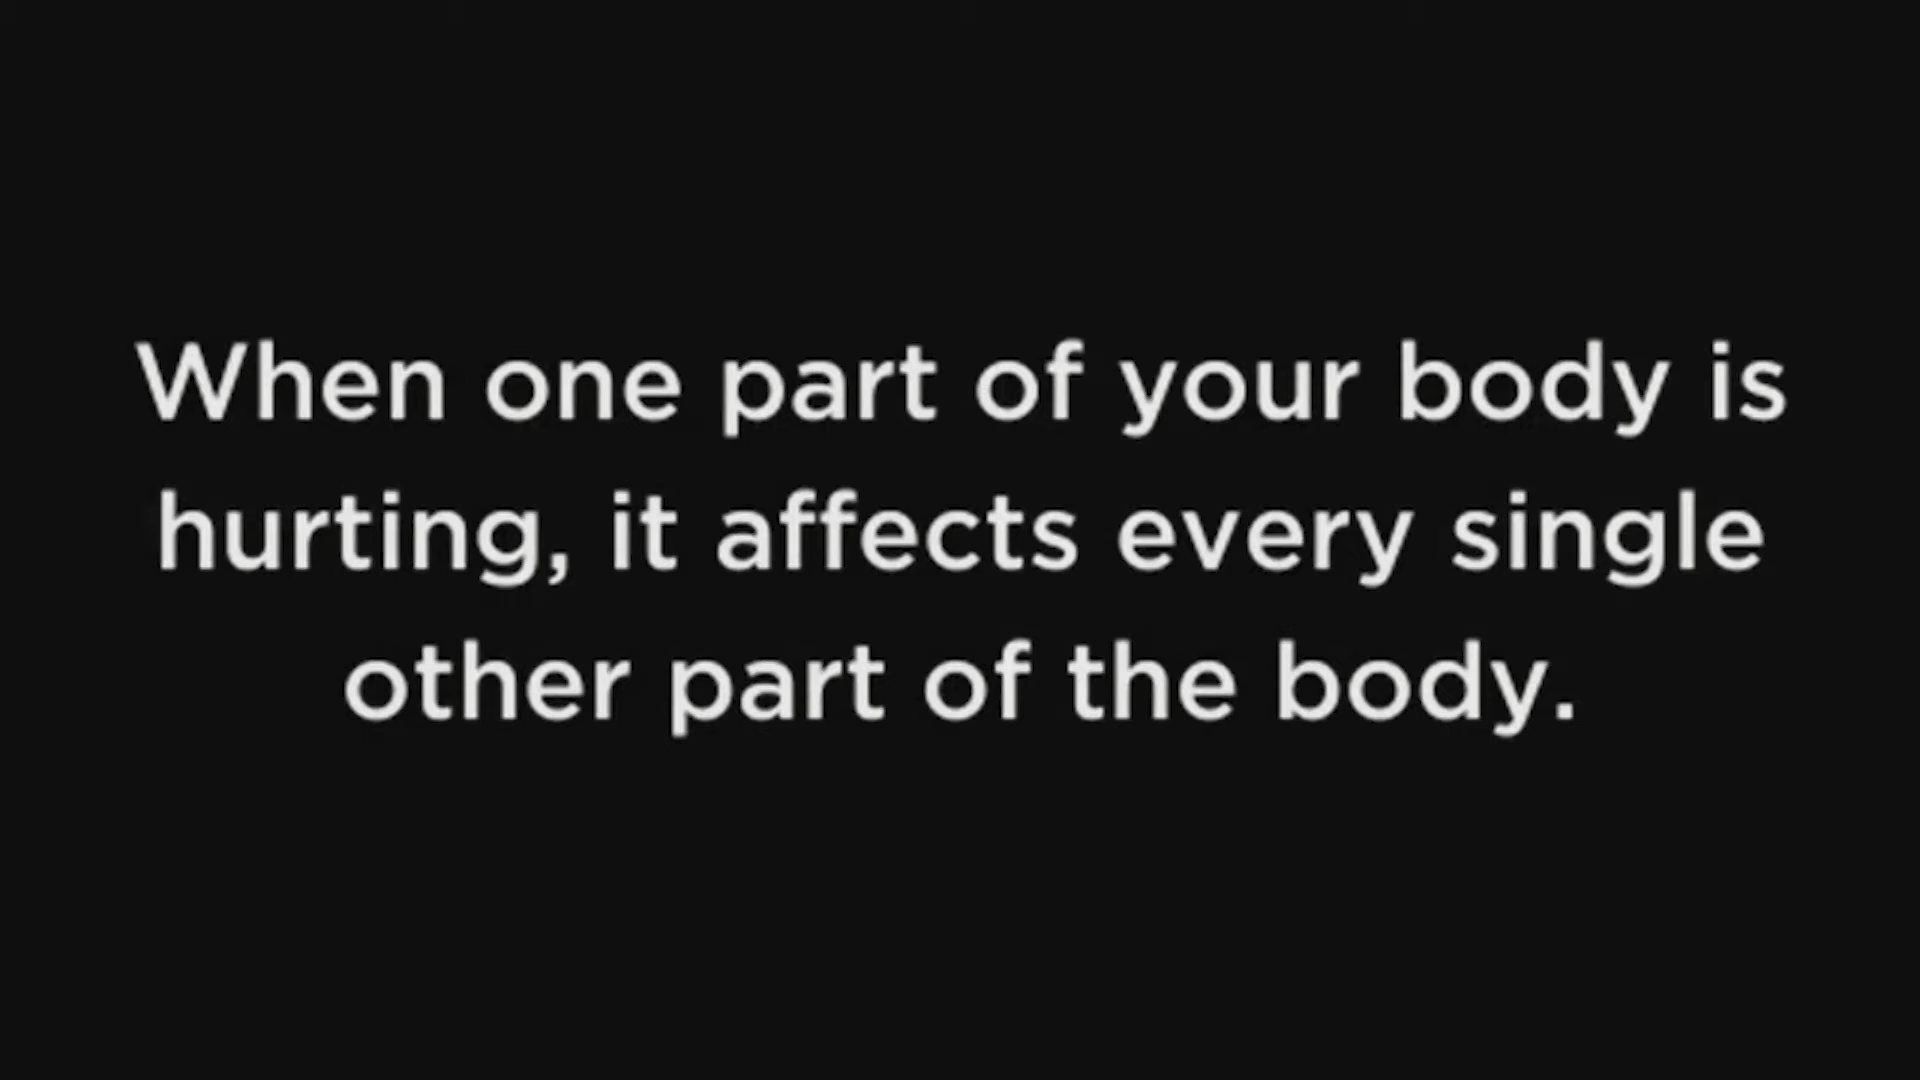 When one part of your body is
hurting, it affects every single
other part of the body.